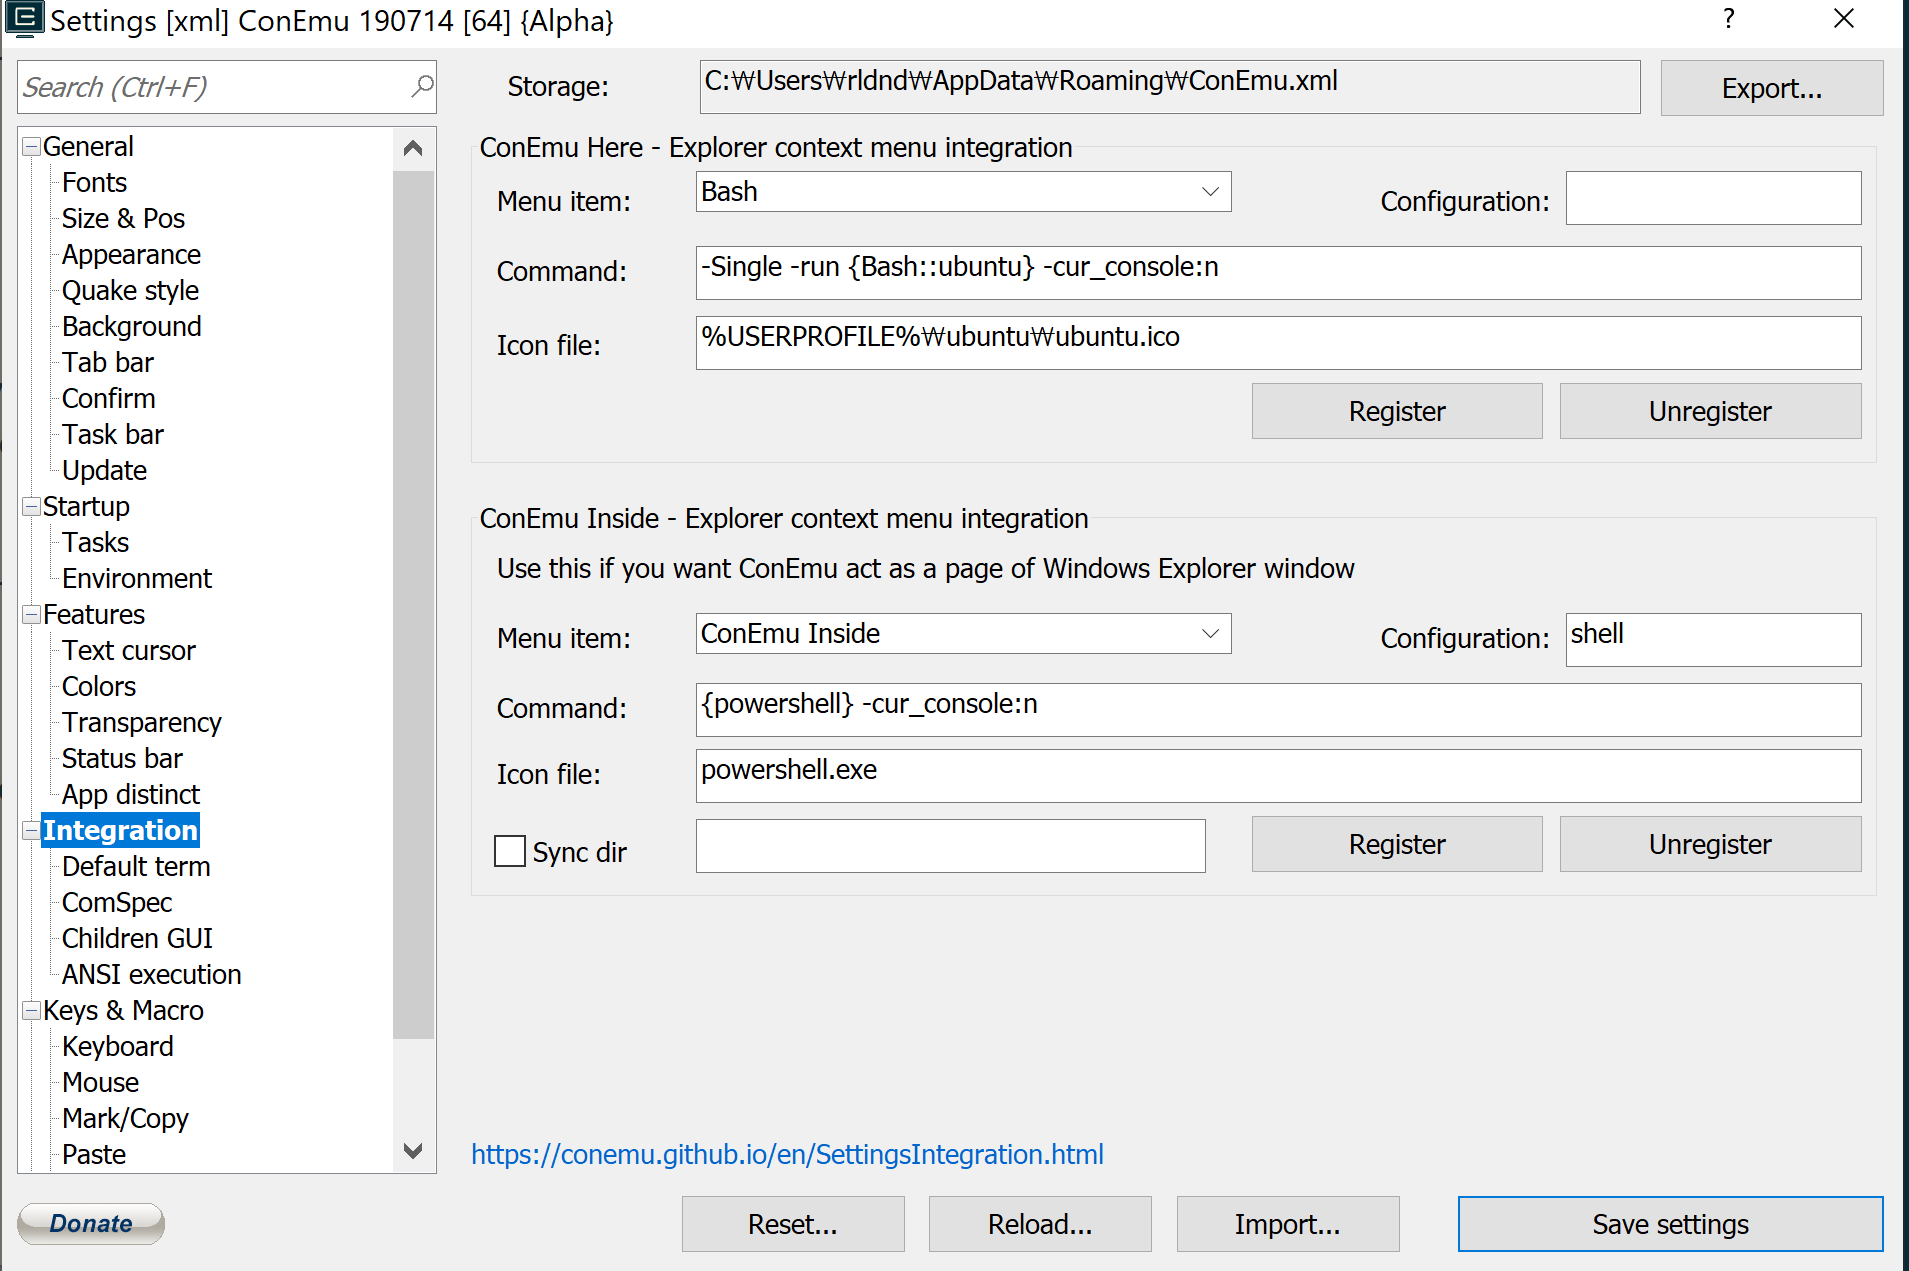 Settings [xml] ConEmu 190714 [64] {Alpha}
?
Search (Ctrl+F)
Storage:
C:₩Users₩rldnd₩AppData₩Roaming₩ConEmu.xml
Export...
General
Fonts
Size & Pos
Appearance
Quake style
Background
Tab bar
Confirm
Task bar
Update
Startup
Tasks
Environment
Features
Text cursor
Colors
Transparency
Status bar
App distinct
Integration
Default term
ComSpec
Children GUI
ANSI execution
Keys & Macro
Keyboard
Mouse
Mark/Copy
Paste
ConEmu Here - Explorer context menu integration
Menu item:
Bash
Configuration:
Command:
-Single -run {Bash::ubuntu} -cur_console:n
Icon file:
%USERPROFILE%₩ubuntu₩ubuntu.ico
Register
Unregister
ConEmu Inside - Explorer context menu integration
Use this if you want ConEmu act as a page of Windows Explorer window
Menu item:
ConEmu Inside
Configuration:
shell
Command:
{powershell} -cur_console:n
Icon file:
powershell.exe
Sync dir
Register
Unregister
https://conemu.github.io/en/SettingsIntegration.html
Donate
Reset...
Reload...
Import...
Save settings